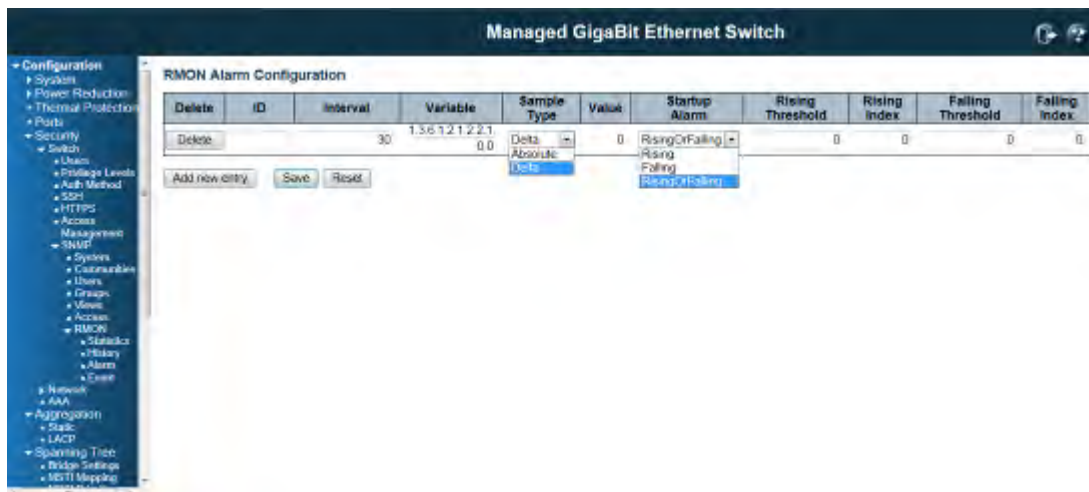 Managed GigaBit Ethernet Switch
Configuration
System
Power Reduction
Thermal Protection
Ports
Security
Switch
Users
Privilege Levels
Auth Method
SSH
HTTPS
Access
Management
SNMP
System
Communities
Users
Groups
Views
Access
RMON
Statistics
History
Alarm
Event
Network
AAA
Aggregation
Static
LACP
Spanning Tree
Bridge Settings
MSTI Mapping
RMON Alarm Configuration
Delete ID Interval Variable Sample Type Value Startup Alarm Rising Threshold Rising Index Falling Threshold Falling Index
Delete 30 1.3.6.1.2.1.2.2.1. 0.0 Delta 0 RisingOrFalling 0 0 0 0
Absolute
Delta
Rising
Falling
RisingOrFalling
Add new entry Save Reset